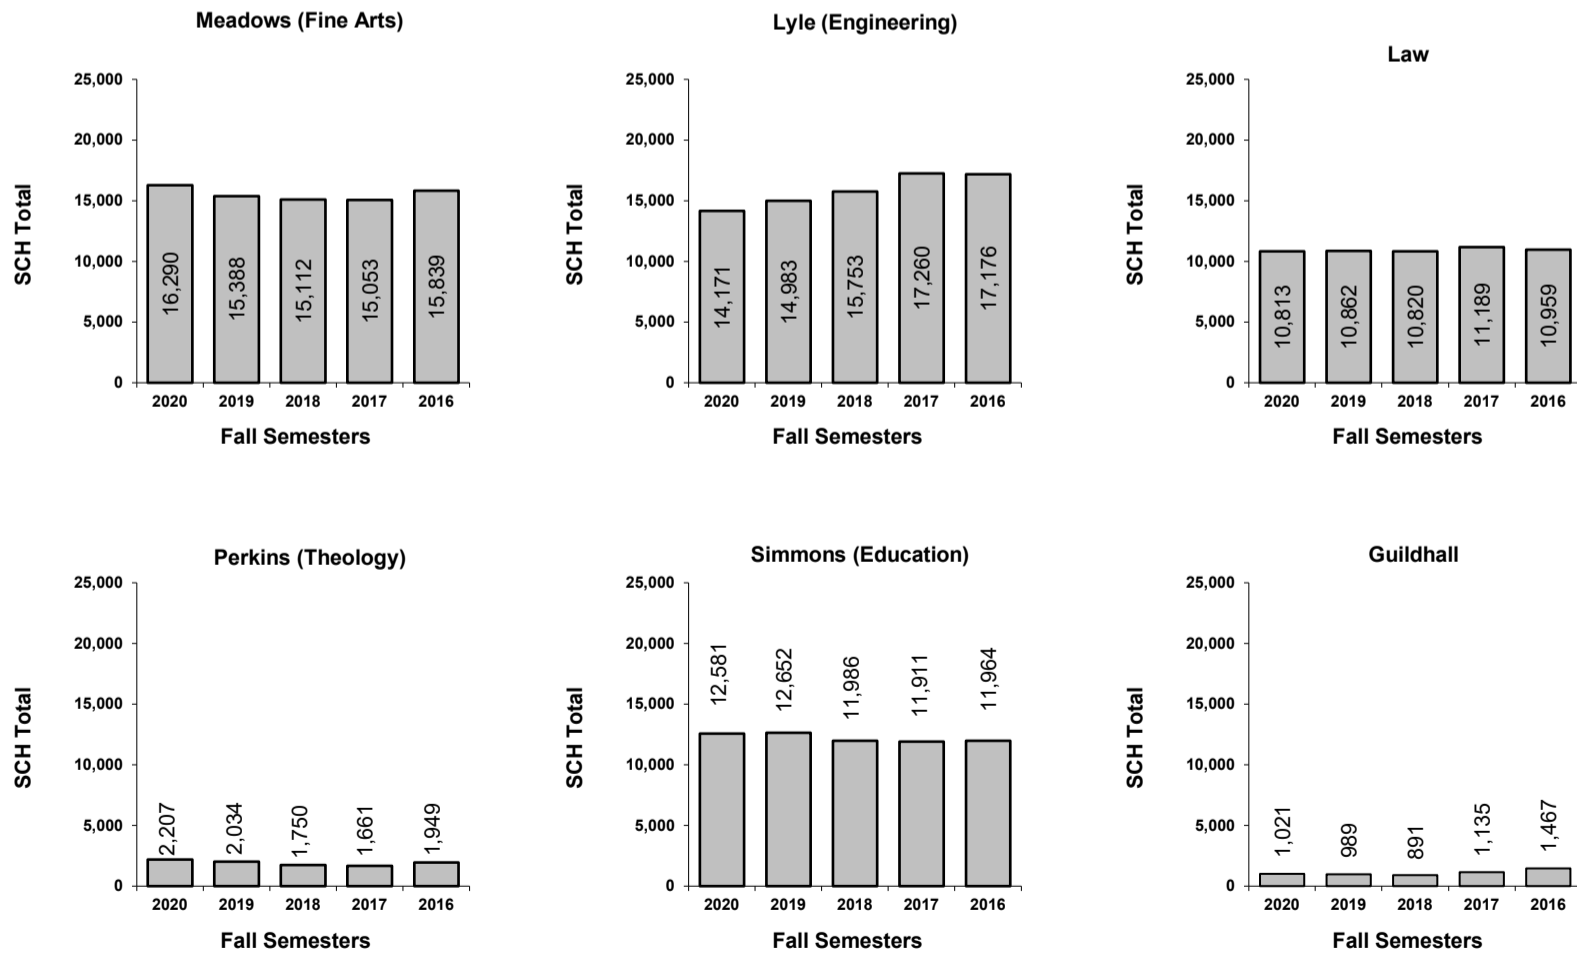 Meadows (Fine Arts)
25,000
20,000
15,000
10,000
5,000
0
SCH Total
16,290
15,388
15,112
15,053
15,839
2020 2019 2018 2017 2016
Fall Semesters
Lyle (Engineering)
25,000
20,000
15,000
10,000
5,000
0
SCH Total
14,171
14,983
15,753
17,260
17,176
2020 2019 2018 2017 2016
Fall Semesters
Law
25,000
20,000
15,000
10,000
5,000
0
SCH Total
10,813
10,862
10,820
11,189
10,959
2020 2019 2018 2017 2016
Fall Semesters
Perkins (Theology)
25,000
20,000
15,000
10,000
5,000
0
SCH Total
2,207
2,034
1,750
1,661
1,949
2020 2019 2018 2017 2016
Fall Semesters
Simmons (Education)
25,000
20,000
15,000
10,000
5,000
0
SCH Total
12,581
12,652
11,986
11,911
11,964
2020 2019 2018 2017 2016
Fall Semesters
Guildhall
25,000
20,000
15,000
10,000
5,000
0
SCH Total
1,021
989
891
1,135
1,467
2020 2019 2018 2017 2016
Fall Semesters